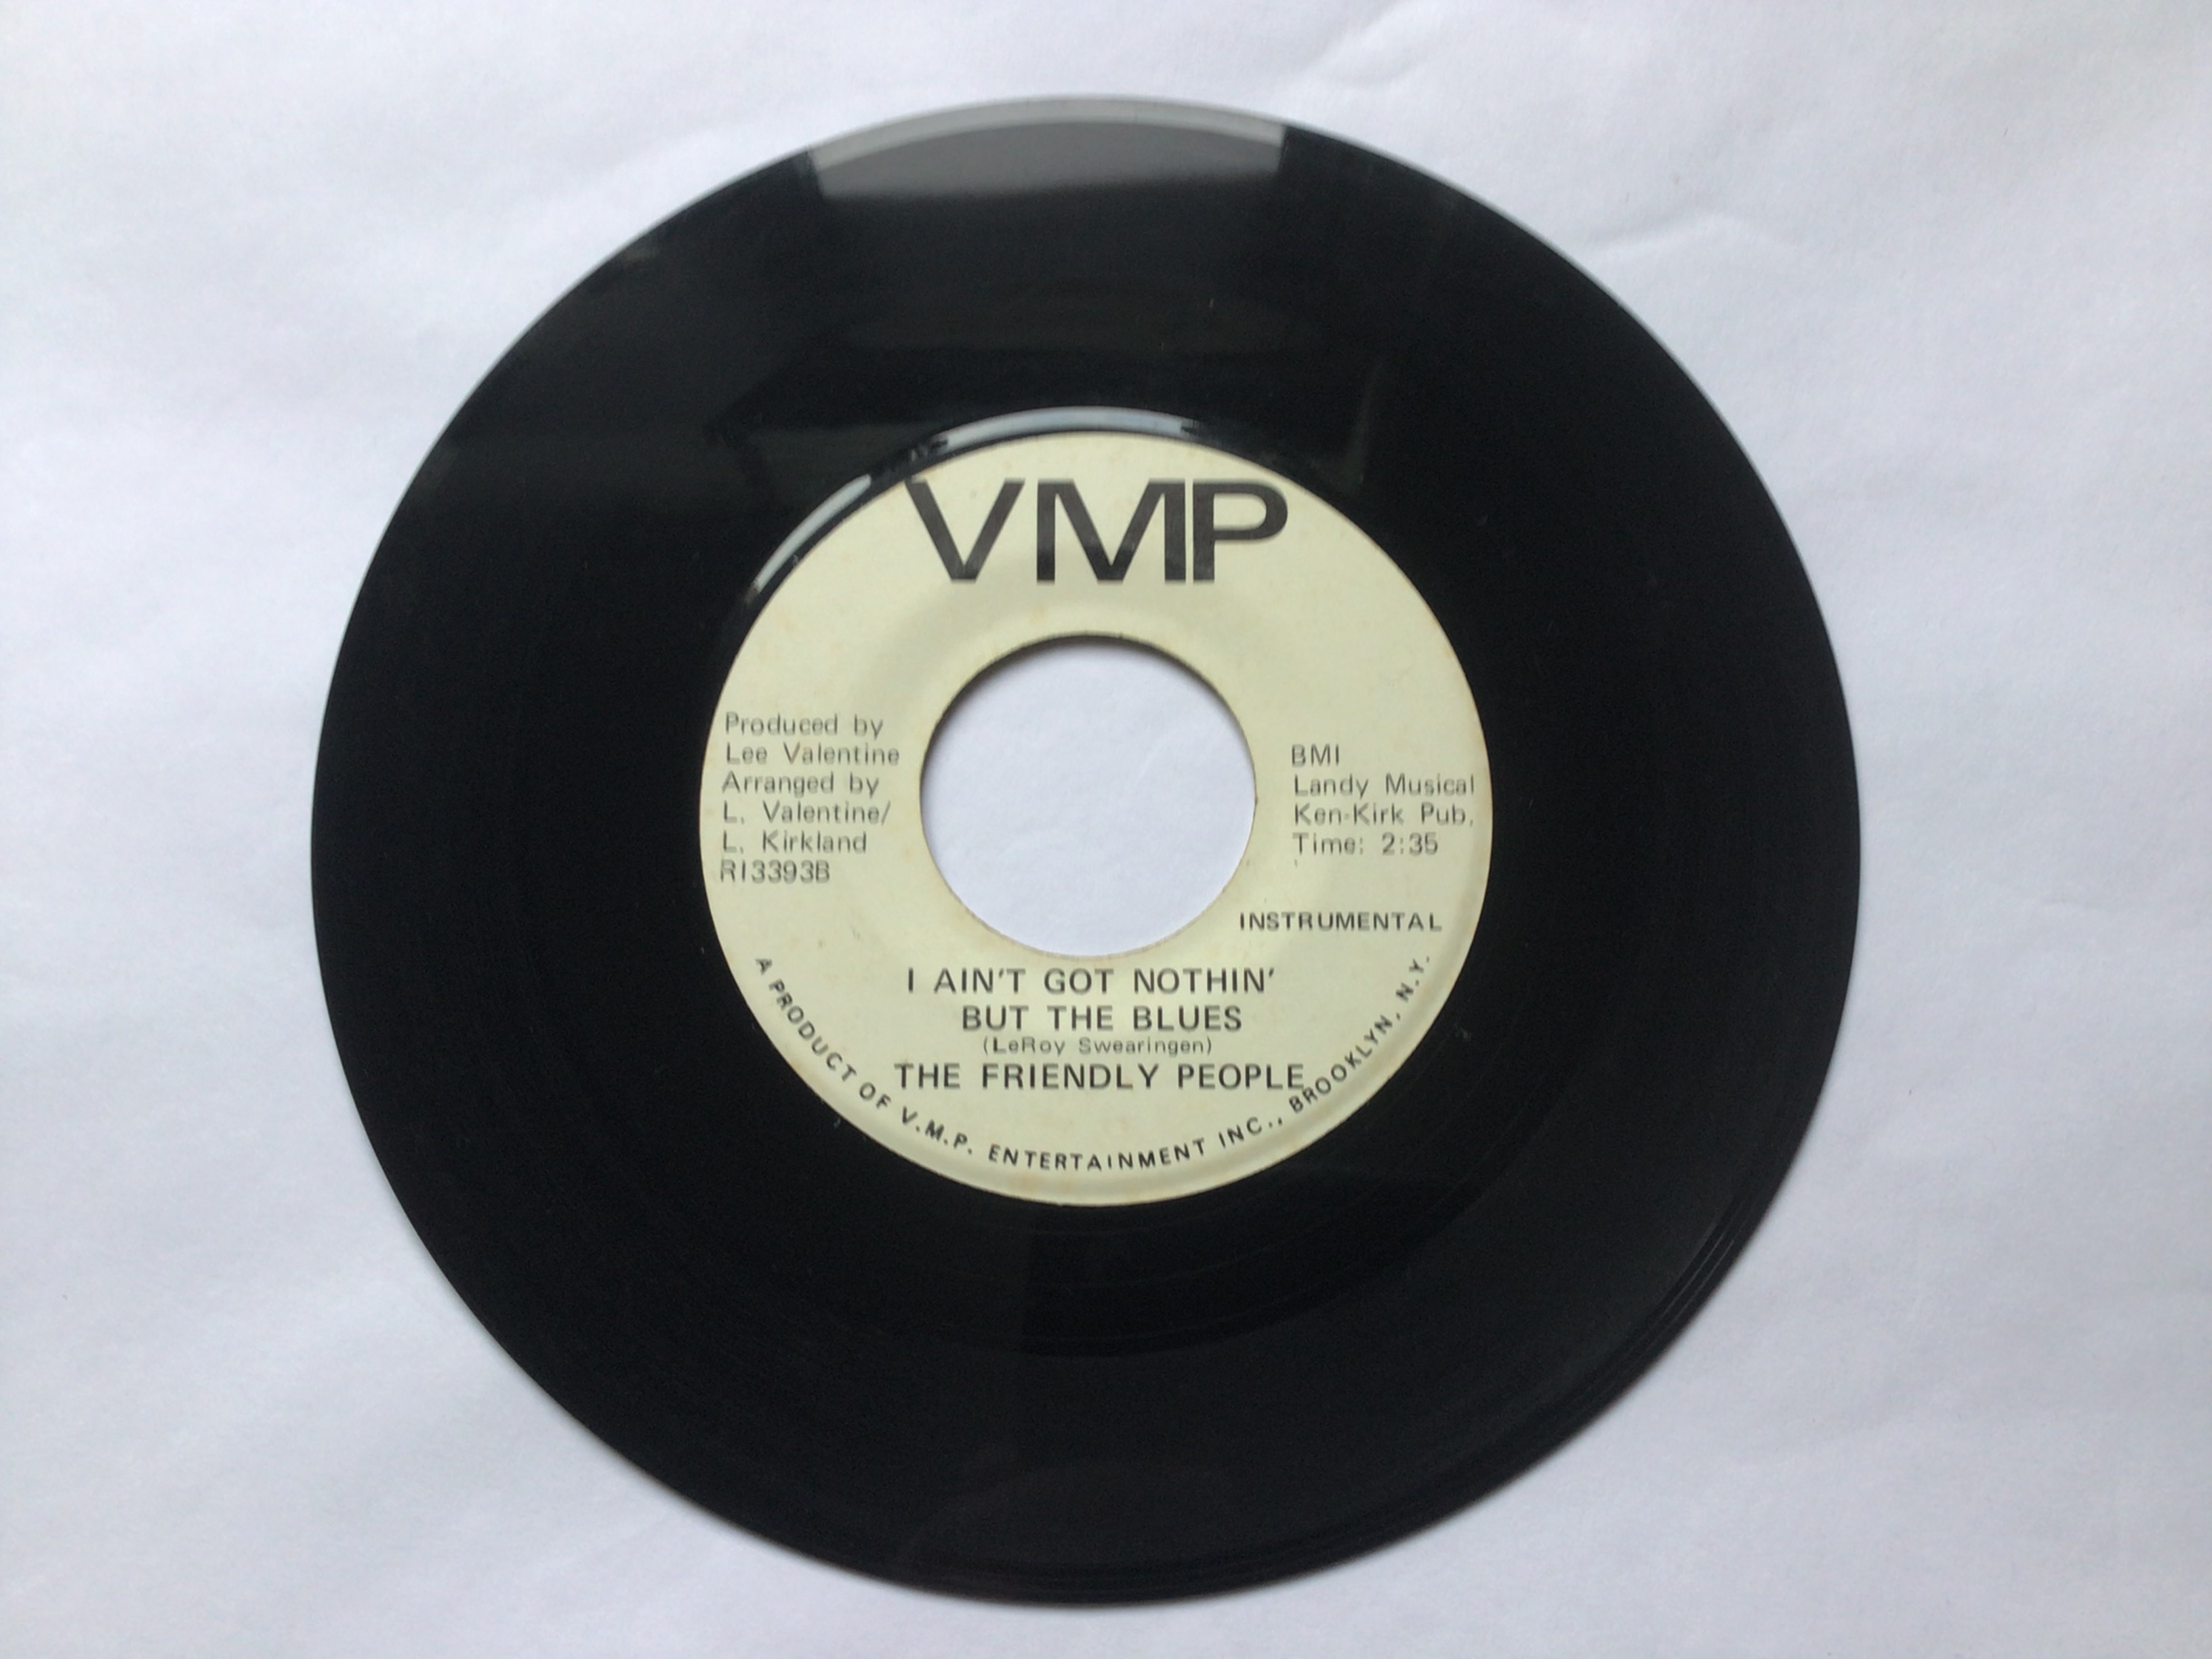 VMP
Produced by
Lee Valentine
Arranged by
L. Valentine/
L. Kirkland
R13393B
BMI
Landy Musical
Ken-Kirk Pub.
Time: 2:35
INSTRUMENTAL
I AIN'T GOT NOTHIN'
BUT THE BLUES
(LeRoy Swearingen)
THE FRIENDLY PEOPLE
A PRODUCT OF V.M.P. ENTERTAINMENT INC., BROOKLYN, N.Y.